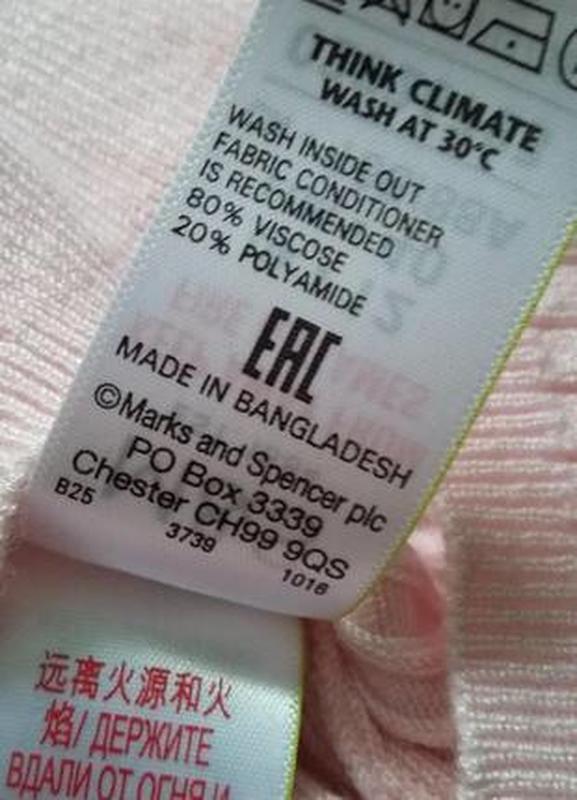 THINK CLIMATE
WASH AT 30°C
WASH INSIDE OUT
FABRIC CONDITIONER
IS RECOMMENDED
80% VISCOSE
20% POLYAMIDE
EAC
MADE IN BANGLADESH
©Marks and Spencer plc
PO Box 3339
Chester CH99 9QS
B25 3739 1018
远离火源和火
焰/ ДЕРЖИТЕ
ВДАЛИ ОТ ОГНЯ И